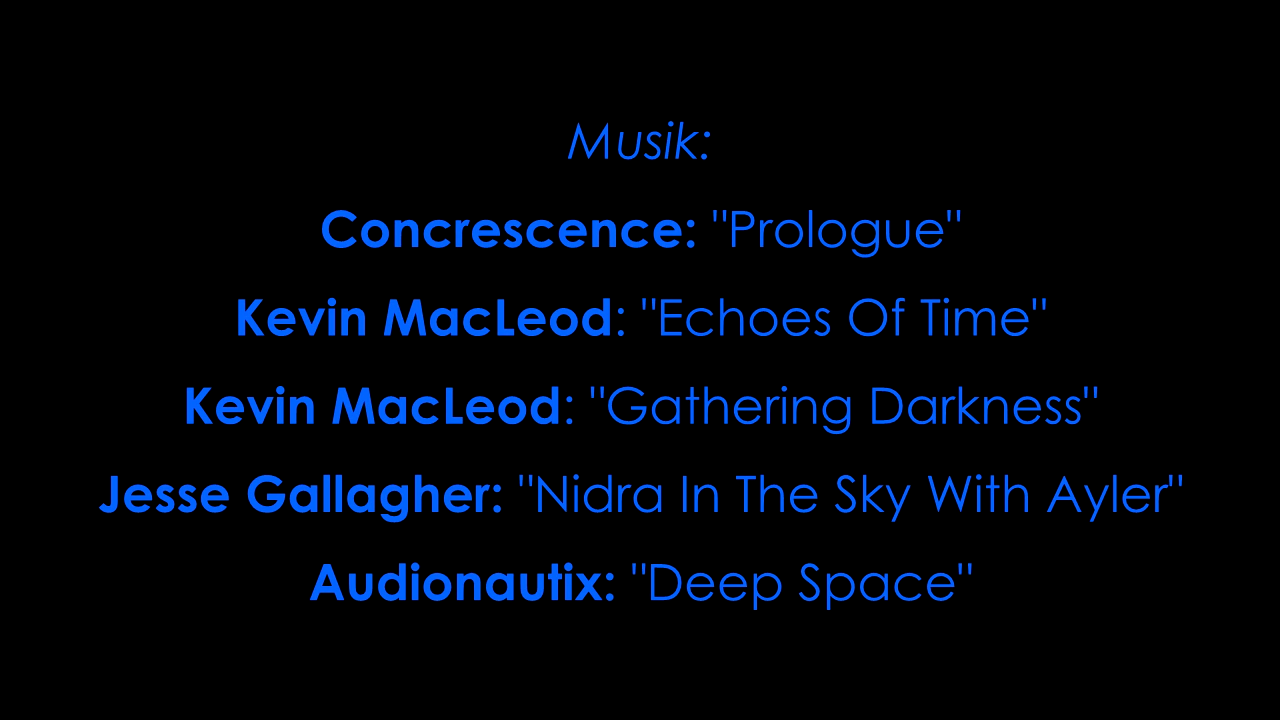 Musik:
Concrescence: "Prologue"
Kevin MacLeod: "Echoes Of Time"
Kevin MacLeod: "Gathering Darkness"
Jesse Gallagher: "Nidra In The Sky With Ayler"
Audionautix: "Deep Space"